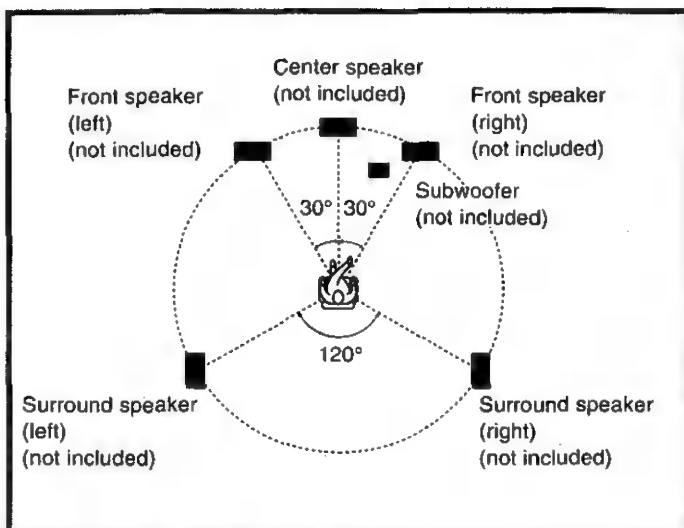 Center speaker
(not included)
Front speaker
(left)
(not included)
Front speaker
(right)
(not included)
Subwoofer
(not included)
30°
30°
120°
Surround speaker
(left)
(not included)
Surround speaker
(right)
(not included)